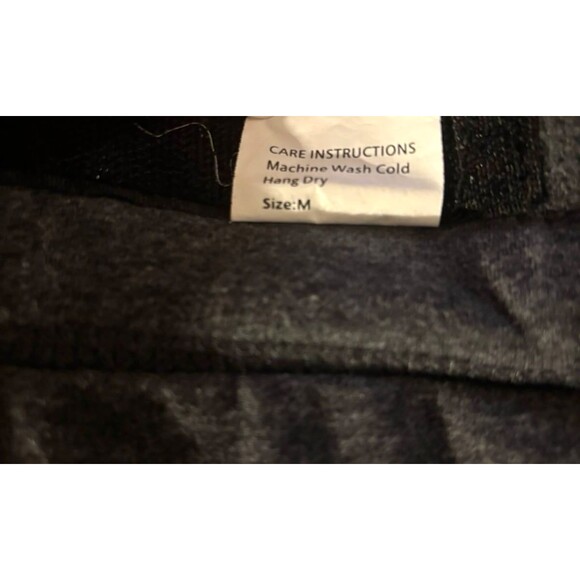 CARE INSTRUCTIONS
Machine Wash Cold
Hang Dry
Size:M